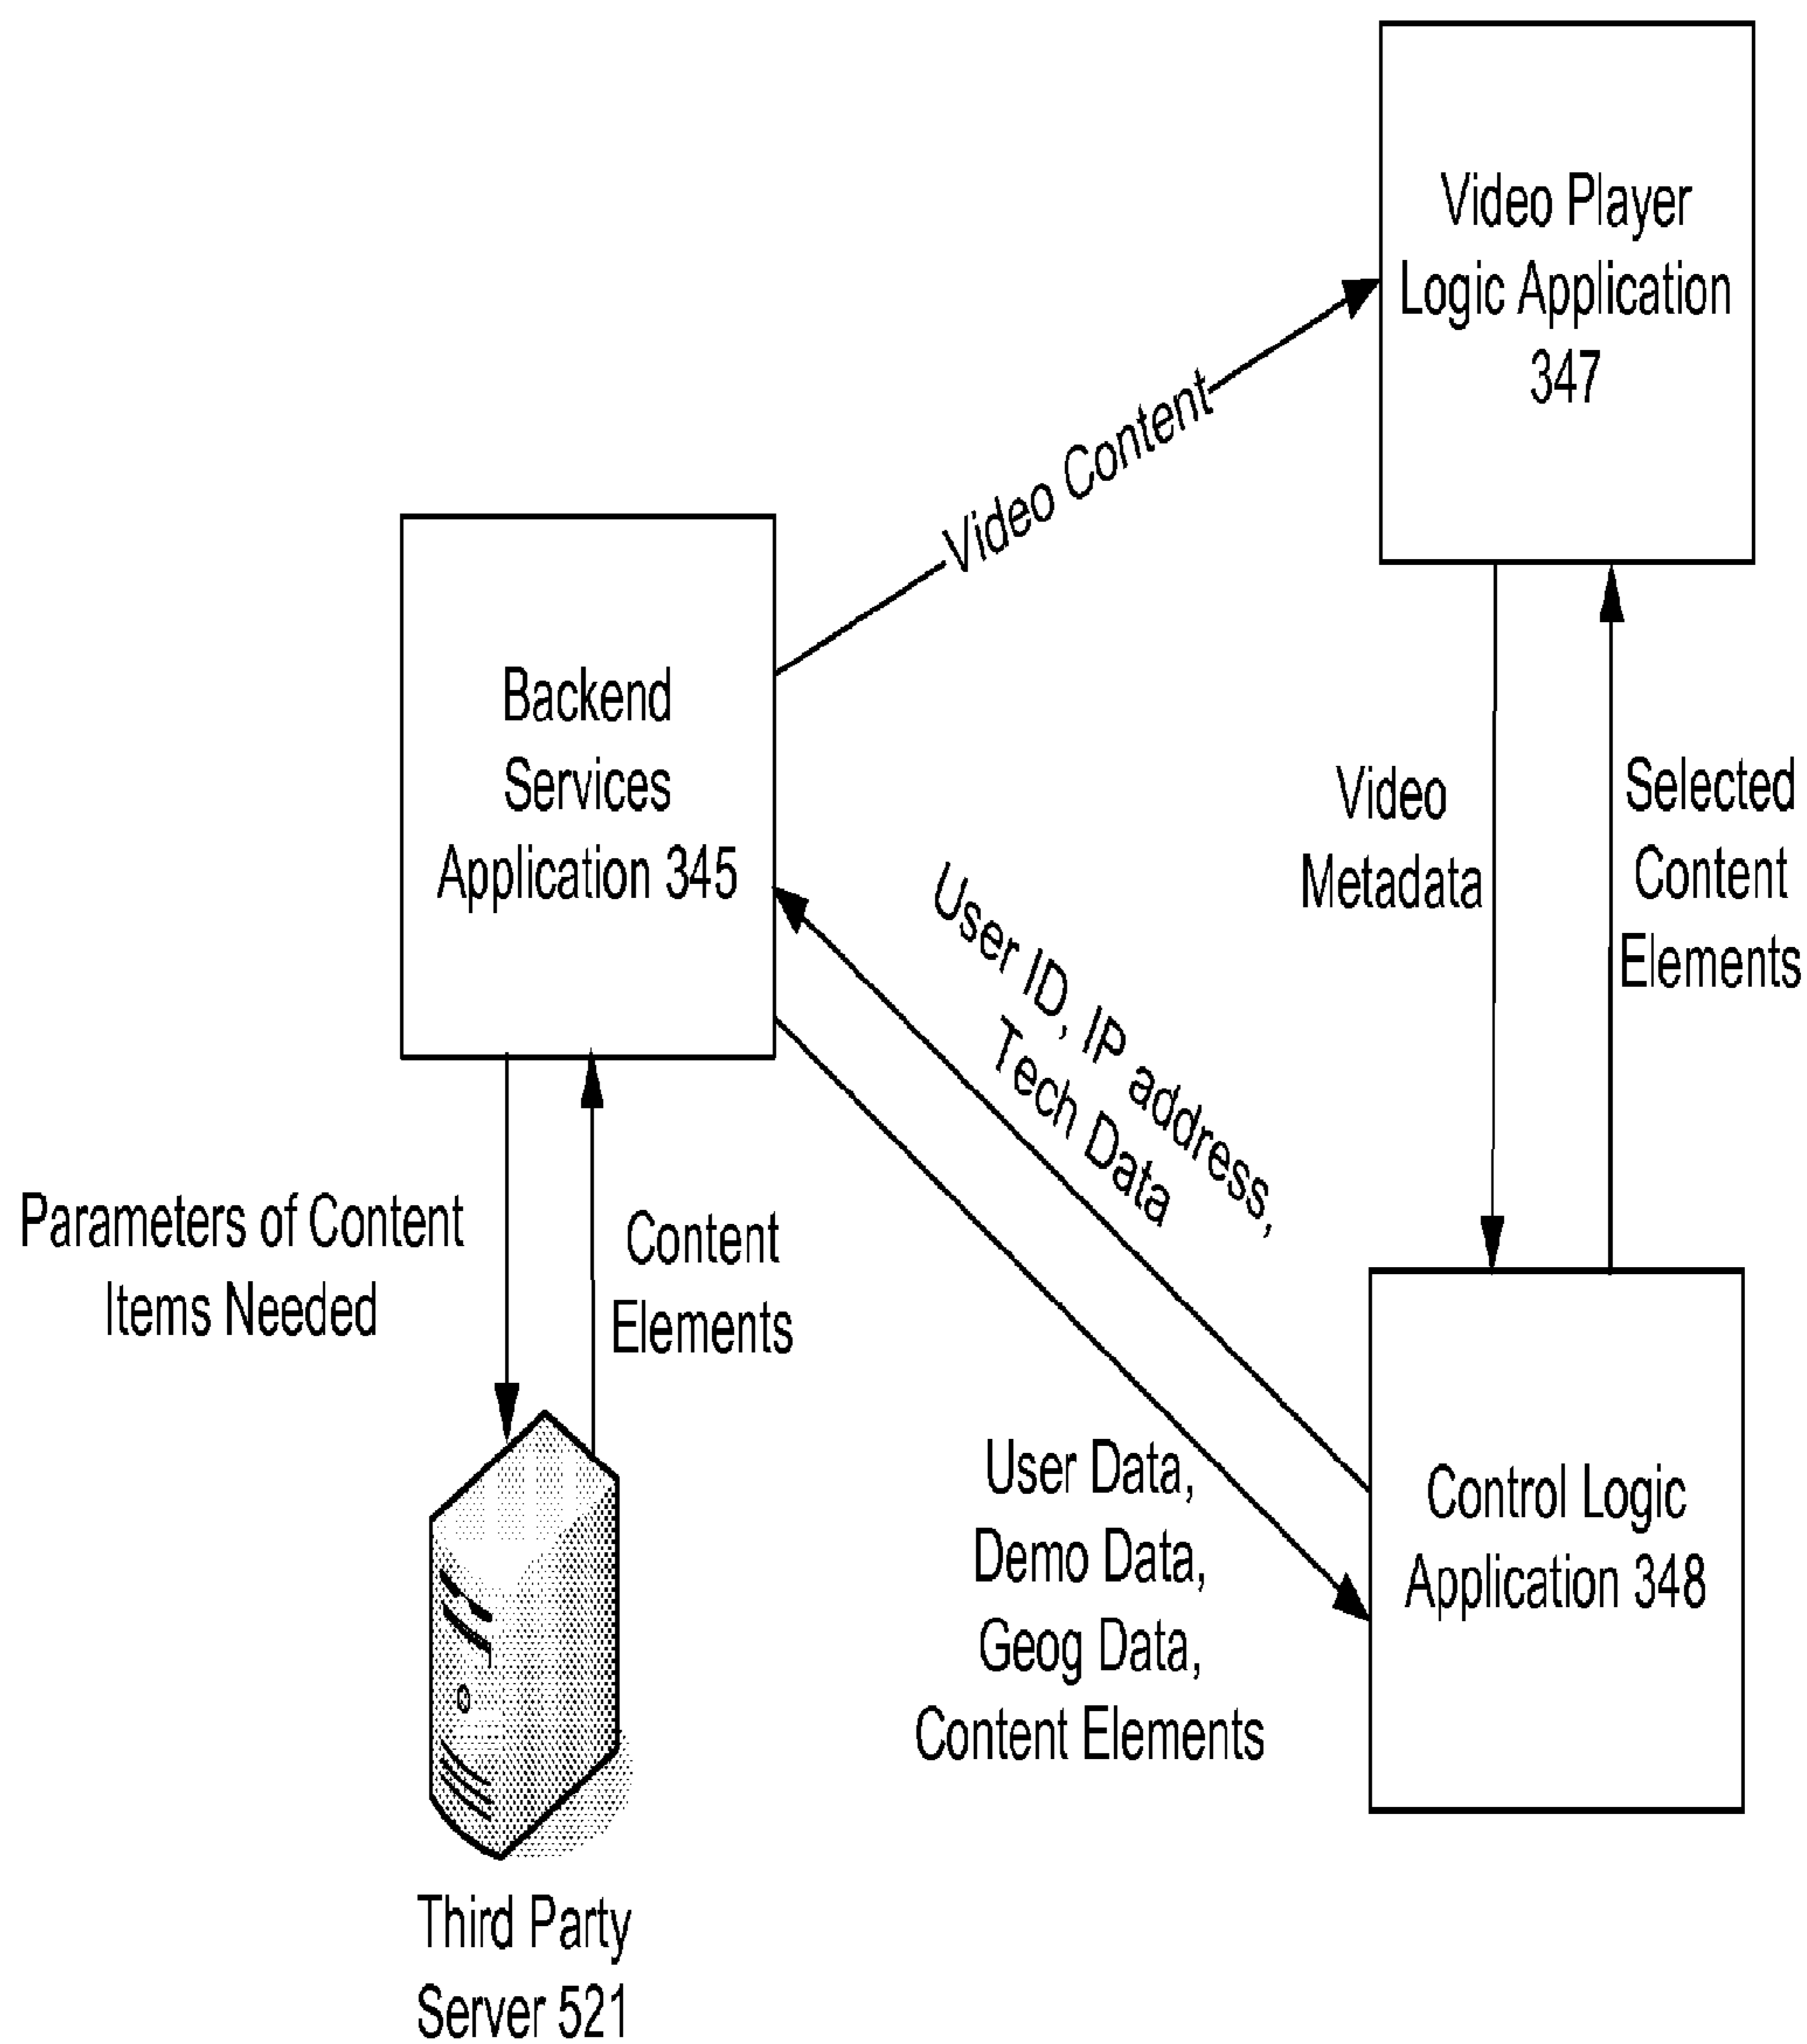 Video Player
Logic Application
347
Video Content
Backend
Services
Application 345
Video
Metadata
Selected
Content
Elements
User ID, IP address,
Tech Data
Parameters of Content
Items Needed
Content
Elements
User Data,
Demo Data,
Geog Data,
Content Elements
Control Logic
Application 348
Third Party
Server 521